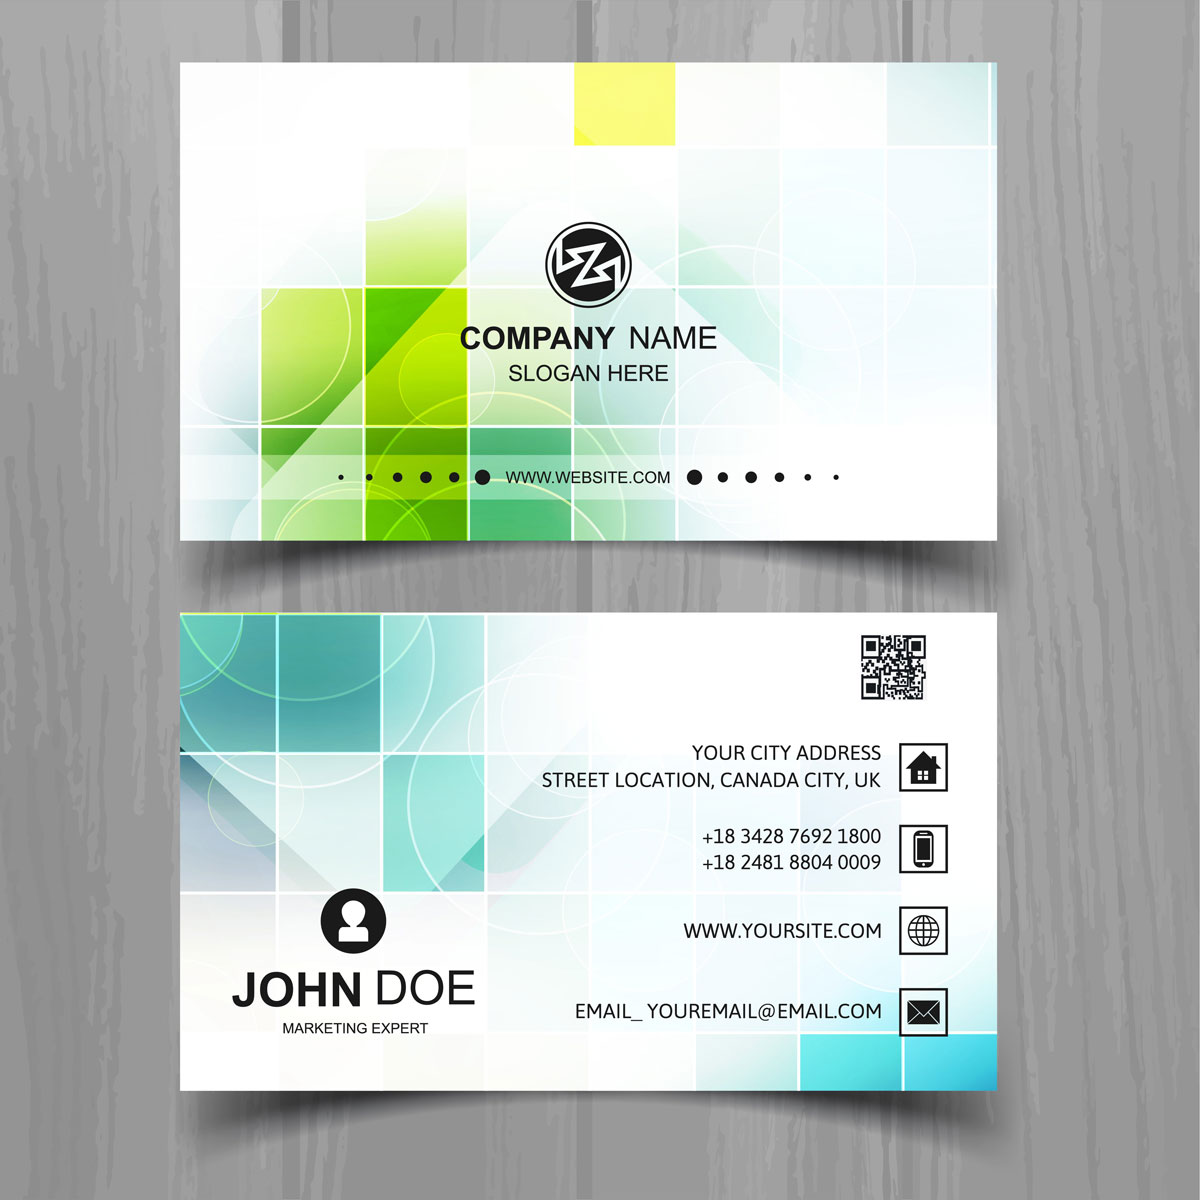 COMPANY NAME
SLOGAN HERE
WWW.WEBSITE.COM
YOUR CITY ADDRESS
STREET LOCATION, CANADA CITY, UK
+18 3428 7692 1800
+18 2481 8804 0009
WWW.YOURSITE.COM
EMAIL_ YOUREMAIL@EMAIL.COM
JOHN DOE
MARKETING EXPERT